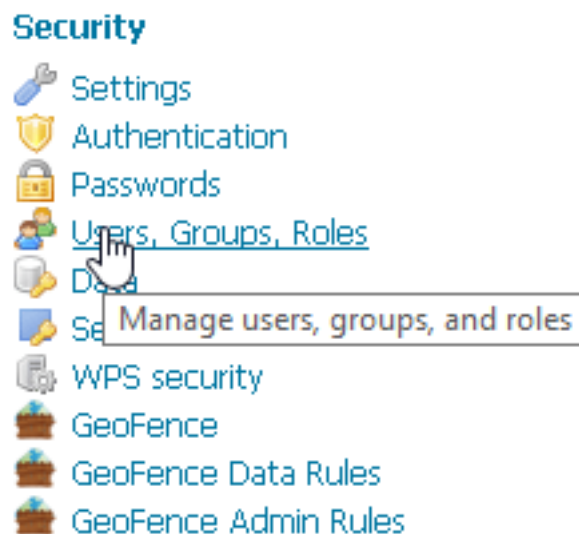 Security
Settings
Authentication
Passwords
Users, Groups, Roles
Data
Manage users, groups, and roles
WPS security
GeoFence
GeoFence Data Rules
GeoFence Admin Rules